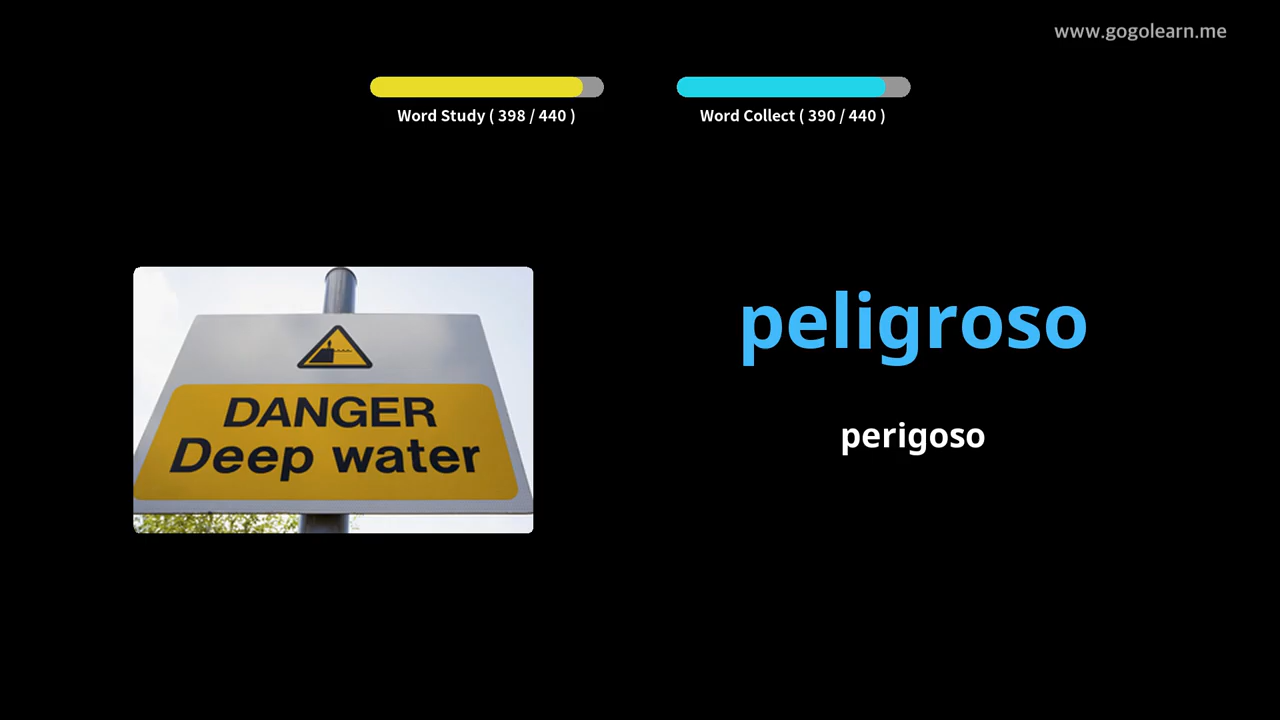 www.gogolearn.me
Word Study ( 398 / 440 )
Word Collect ( 390 / 440 )
DANGER
Deep water
peligroso
perigoso